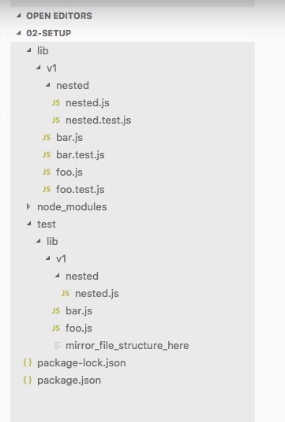 OPEN EDITORS
02-SETUP
lib
v1
nested
JS nested.js
JS nested.test.js
JS bar.js
JS bar.test.js
JS foo.js
JS foo.test.js
node_modules
test
lib
v1
nested
JS nested.js
JS bar.js
JS foo.js
mirror_file_structure_here
{ } package-lock.json
{ } package.json